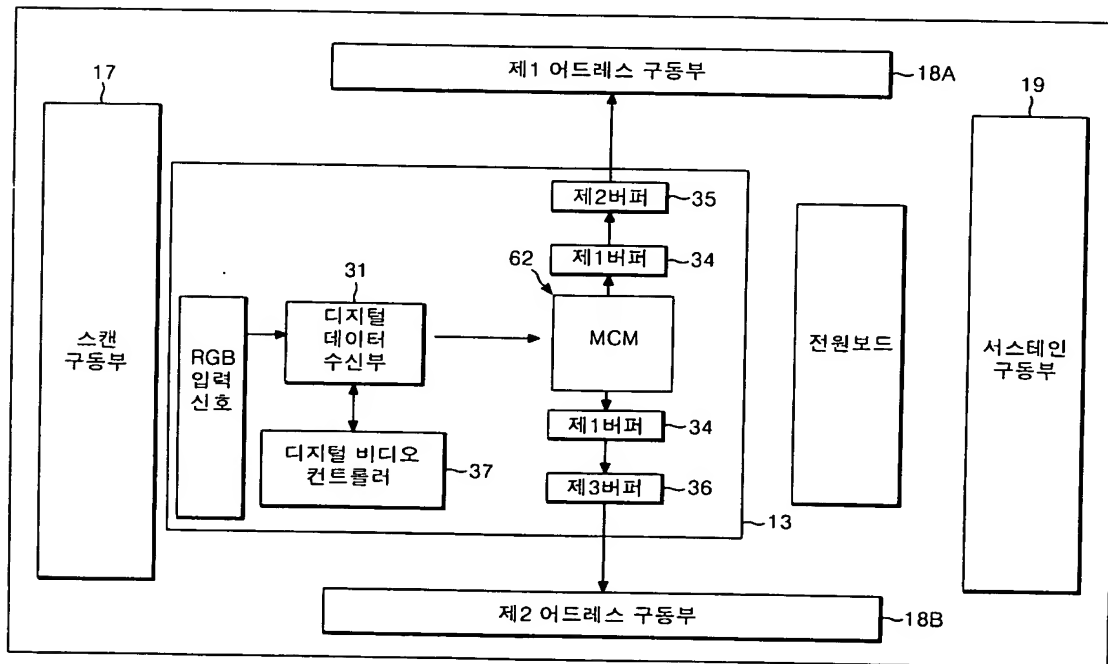 제1 어드레스 구동부
18A
17
19
스캔
구동부
제2버퍼
35
제1버퍼
34
62
MCM
31
디지털
데이터
수신부
RGB
입력
신호
디지털 비디오
컨트롤러
37
제1버퍼
34
제3버퍼
36
13
전원보드
서스테인
구동부
제2 어드레스 구동부
18B